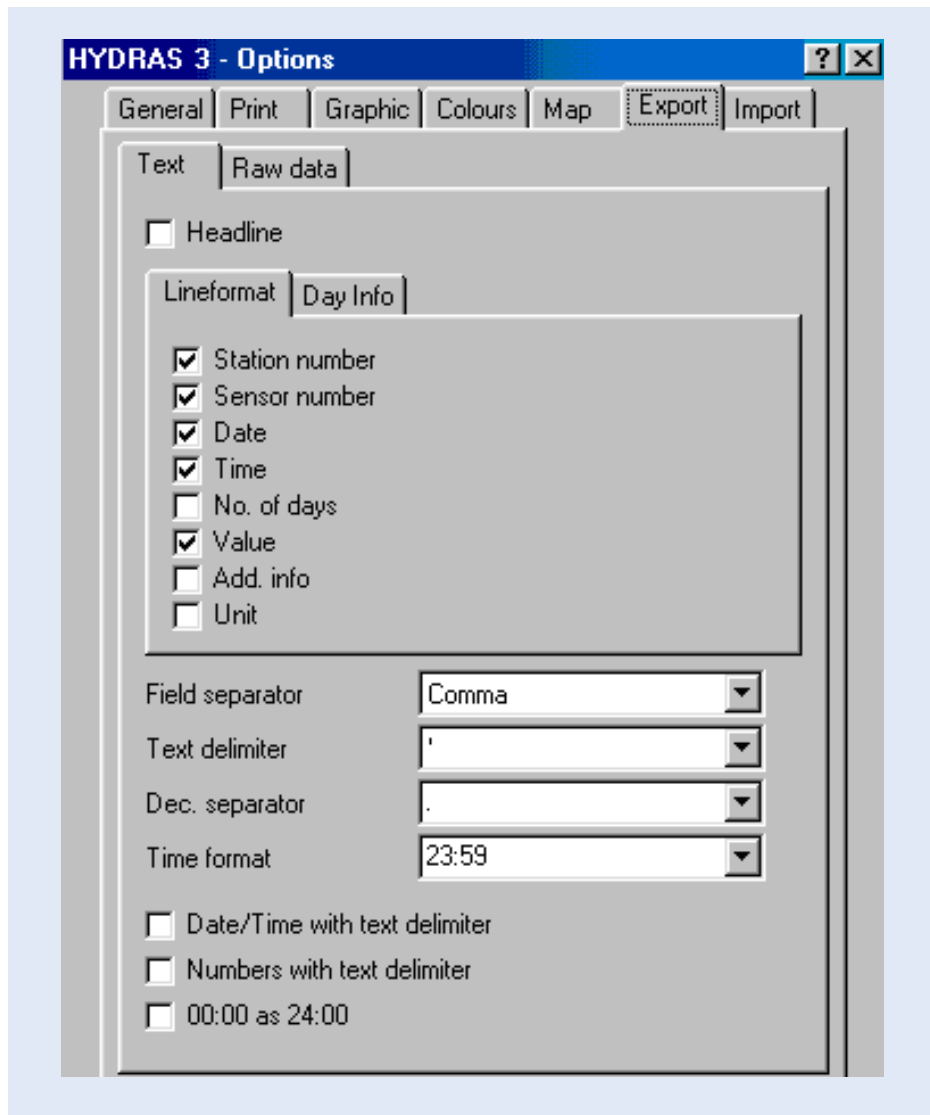 HYDRAS 3 - Options
General Print Graphic Colours Map Export Import
Text Raw data
Headline
Lineformat Day Info
Station number
Sensor number
Date
Time
No. of days
Value
Add. info
Unit
Field separator Comma
Text delimiter '
Dec. separator .
Time format 23:59
Date/Time with text delimiter
Numbers with text delimiter
00:00 as 24:00